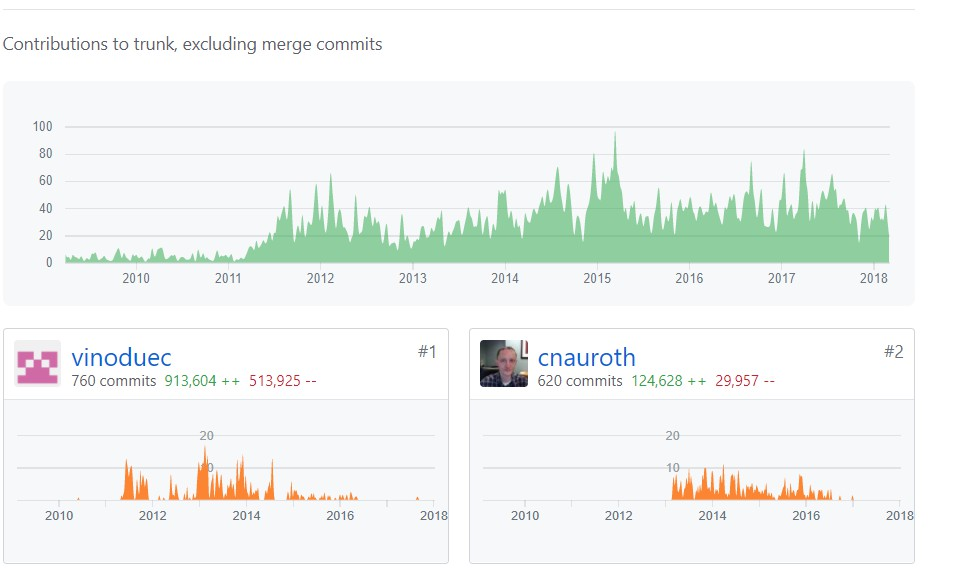 Contributions to trunk, excluding merge commits
100
80
60
40
20
0
2010 2011 2012 2013 2014 2015 2016 2017 2018
vinoduec #1
760 commits 913,604 ++ 513,925 --
20
10
2010 2012 2014 2016 2018
cnauroth #2
620 commits 124,628 ++ 29,957 --
20
10
2010 2012 2014 2016 2018